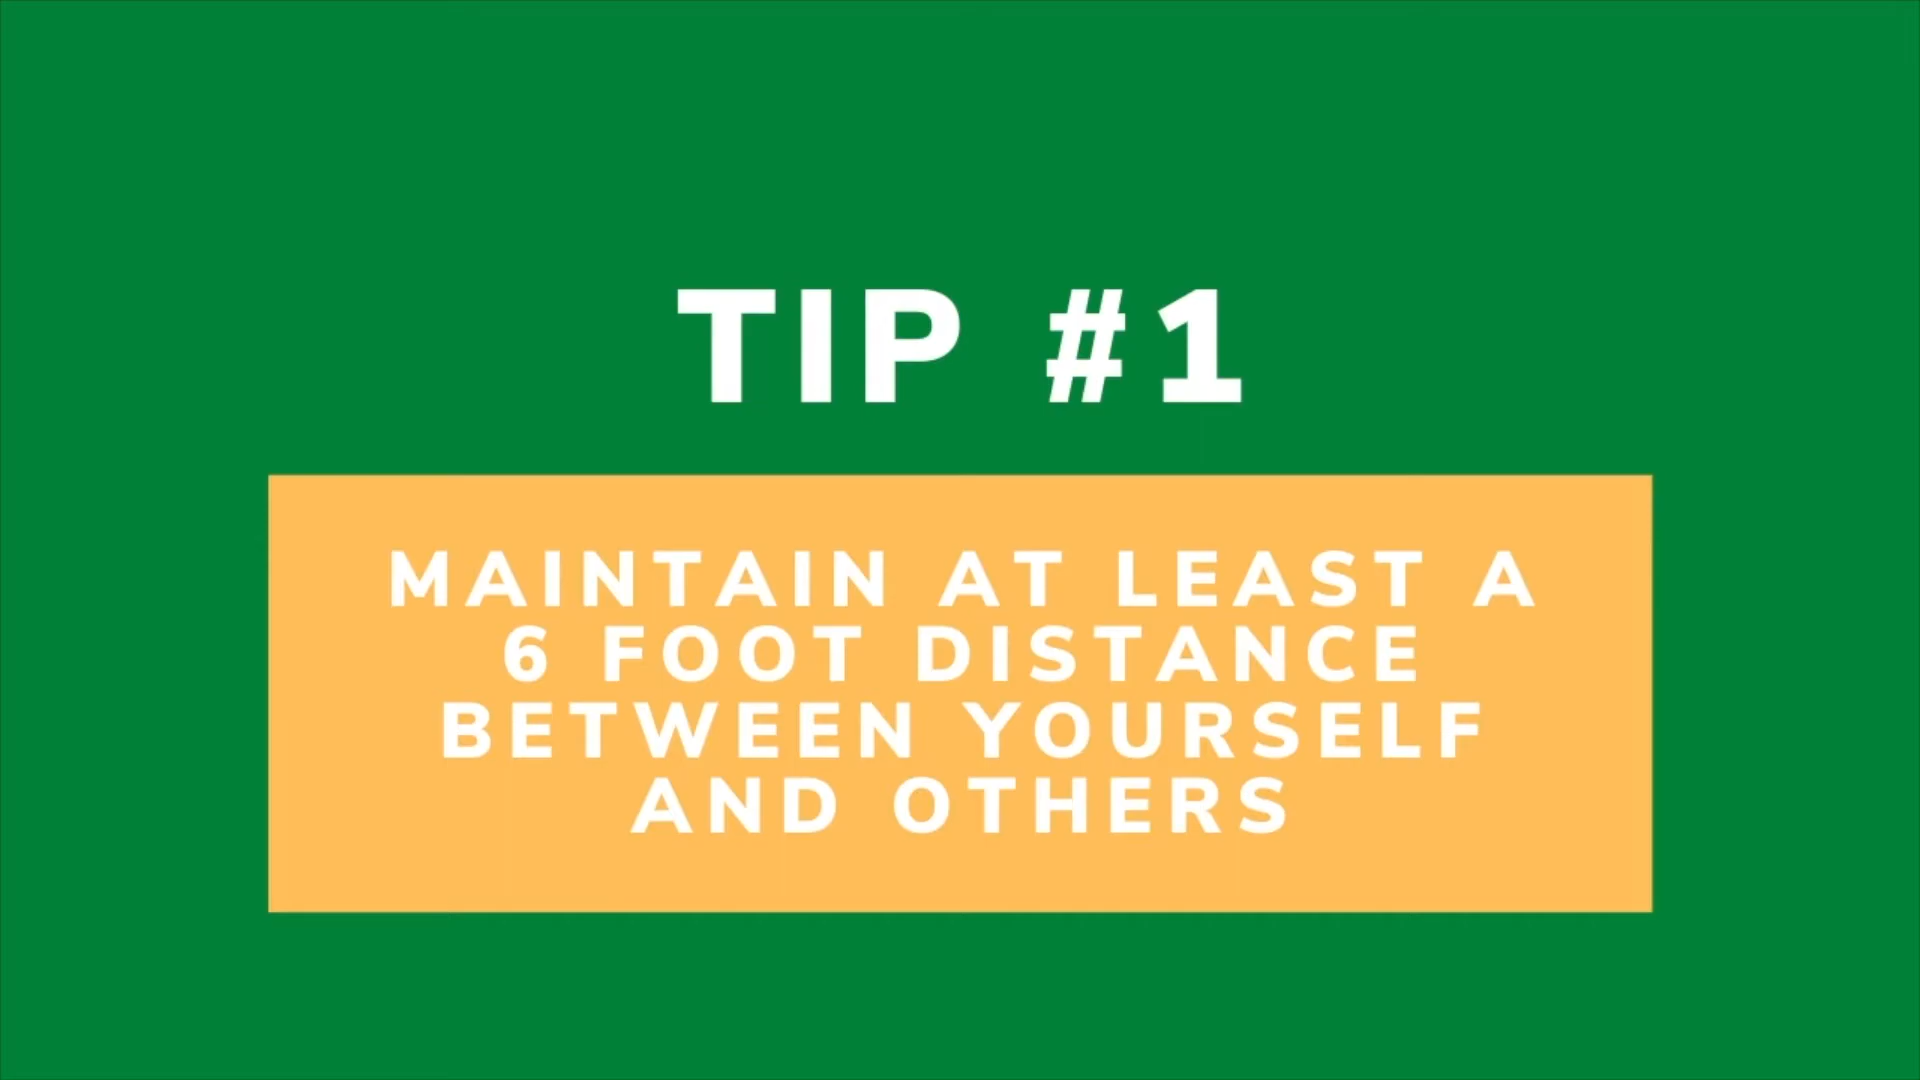 TIP #1
MAINTAIN AT LEAST A
6 FOOT DISTANCE
BETWEEN YOURSELF
AND OTHERS